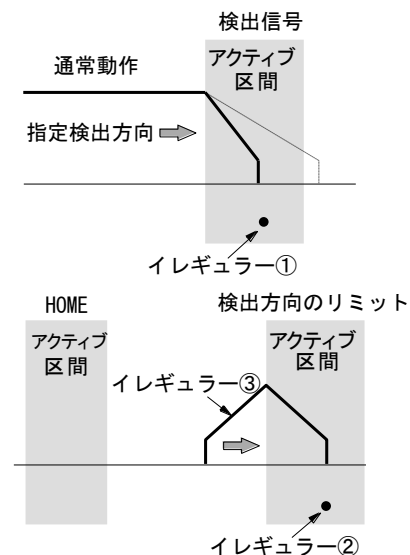 検出信号
通常動作
アクティブ
区間
指定検出方向
イレギュラー①
HOME
検出方向のリミット
アクティブ
区間
アクティブ
区間
イレギュラー③
イレギュラー②